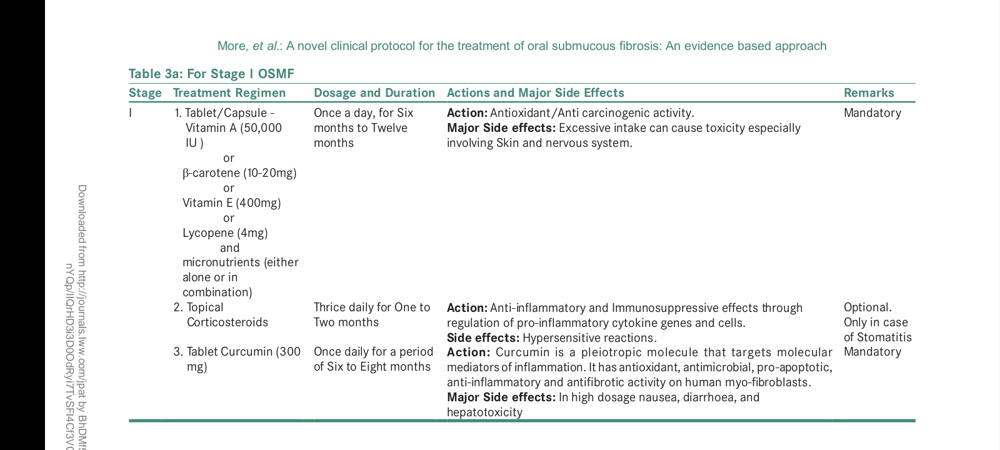 More, et al.: A novel clinical protocol for the treatment of oral submucous fibrosis: An evidence based approach
Table 3a: For Stage I OSMF
Stage Treatment Regimen Dosage and Duration Actions and Major Side Effects Remarks
I
1. Tablet/Capsule -
Vitamin A (50,000
IU )
or
β-carotene (10-20mg)
or
Vitamin E (400mg)
or
Lycopene (4mg)
and
micronutrients (either
alone or in
combination)
Once a day, for Six
months to Twelve
months
Action: Antioxidant/Anti carcinogenic activity.
Major Side effects: Excessive intake can cause toxicity especially
involving Skin and nervous system.
Mandatory
2. Topical
Corticosteroids
Thrice daily for One to
Two months
Action: Anti-inflammatory and Immunosuppressive effects through
regulation of pro-inflammatory cytokine genes and cells.
Side effects: Hypersensitive reactions.
Optional.
Only in case
of Stomatitis
3. Tablet Curcumin (300
mg)
Once daily for a period
of Six to Eight months
Action: Curcumin is a pleiotropic molecule that targets molecular
mediators of inflammation. It has antioxidant, antimicrobial, pro-apoptotic,
anti-inflammatory and antifibrotic activity on human myo-fibroblasts.
Major Side effects: In high dosage nausea, diarrhoea, and
hepatotoxicity
Mandatory
Downloaded from http://journals.lww.com/jpat by